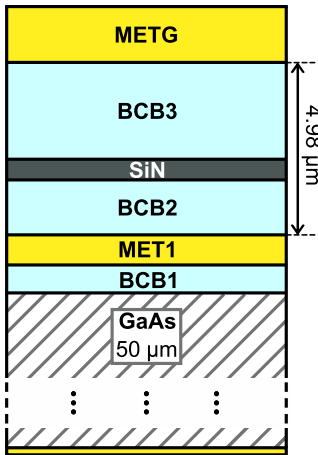 METG
BCB3
4.98 μm
SiN
BCB2
MET1
BCB1
GaAs
50 μm